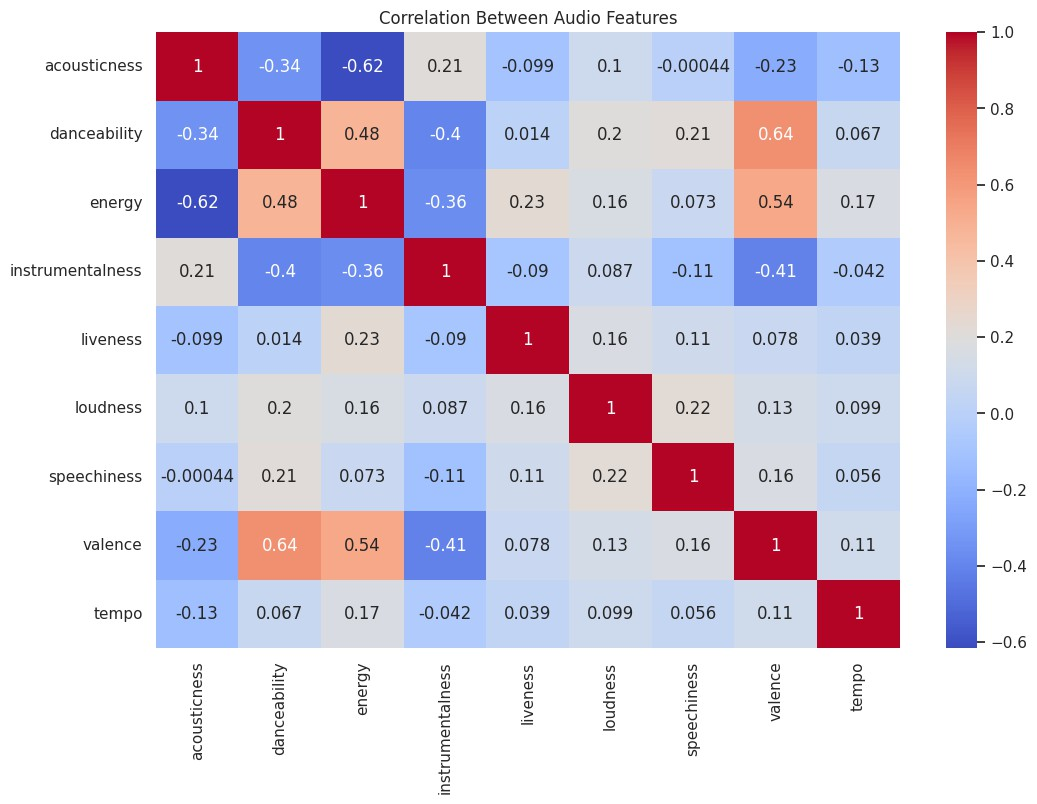 Correlation Between Audio Features
acousticness 1 -0.34 -0.62 0.21 -0.099 0.1 -0.00044 -0.23 -0.13
danceability -0.34 1 0.48 -0.4 0.014 0.2 0.21 0.64 0.067
energy -0.62 0.48 1 -0.36 0.23 0.16 0.073 0.54 0.17
instrumentalness 0.21 -0.4 -0.36 1 -0.09 0.087 -0.11 -0.41 -0.042
liveness -0.099 0.014 0.23 -0.09 1 0.16 0.11 0.078 0.039
loudness 0.1 0.2 0.16 0.087 0.16 1 0.22 0.13 0.099
speechiness -0.00044 0.21 0.073 -0.11 0.11 0.22 1 0.16 0.056
valence -0.23 0.64 0.54 -0.41 0.078 0.13 0.16 1 0.11
tempo -0.13 0.067 0.17 -0.042 0.039 0.099 0.056 0.11 1
acousticness
danceability
energy
instrumentalness
liveness
loudness
speechiness
valence
tempo
1.0
0.8
0.6
0.4
0.2
0.0
−0.2
−0.4
−0.6